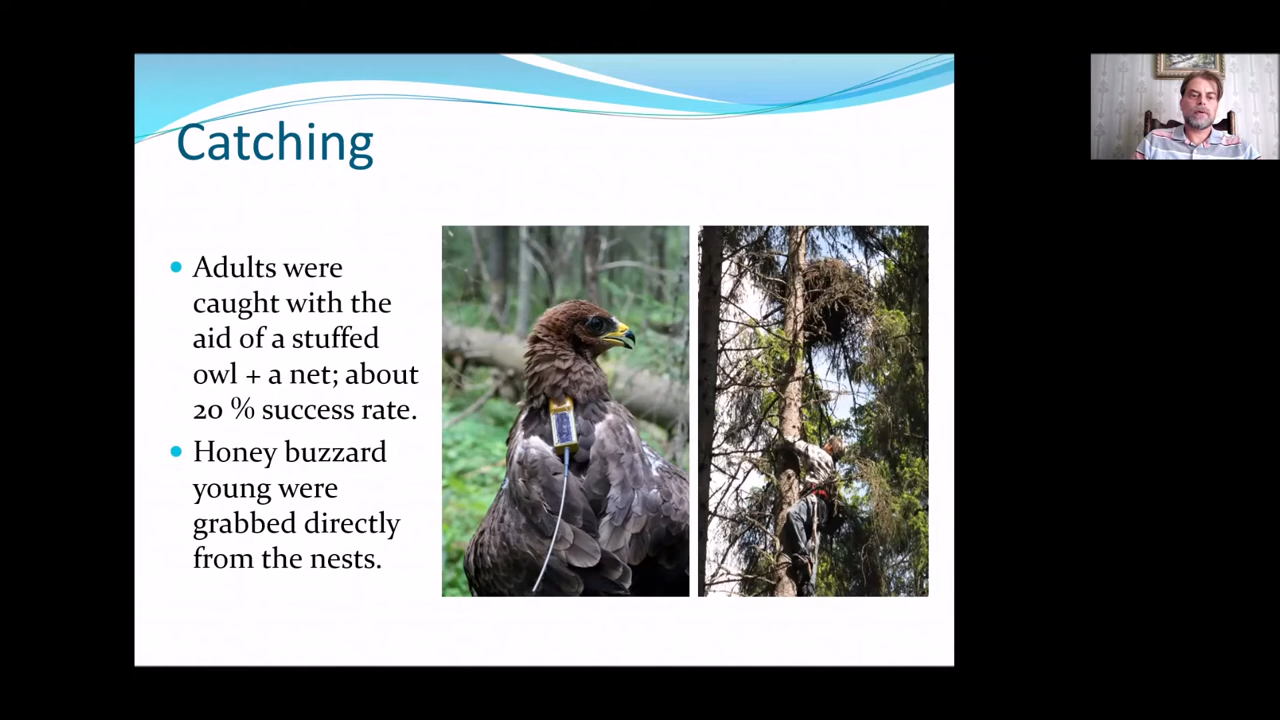 Catching
Adults were
caught with the
aid of a stuffed
owl + a net; about
20 % success rate.
Honey buzzard
young were
grabbed directly
from the nests.